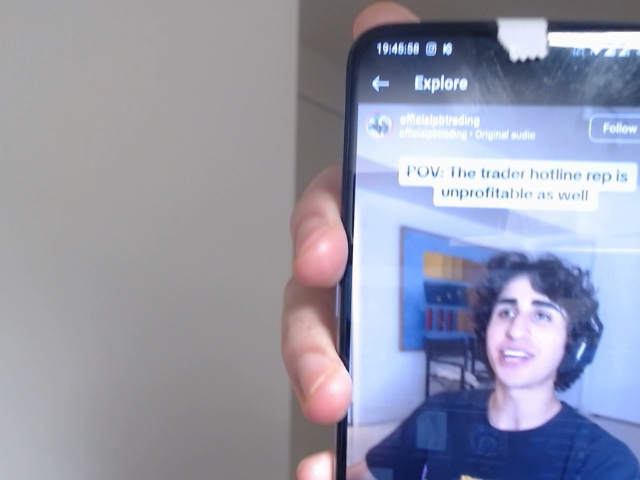 19:45:58
Explore
officialpbtrading
officialpbtrading • Original audio
Follow
POV: The trader hotline rep is
unprofitable as well